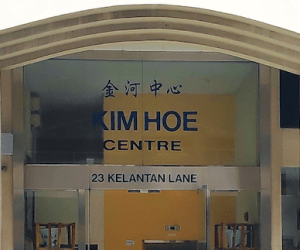 金河中心
KIM HOE
CENTRE
23 KELANTAN LANE